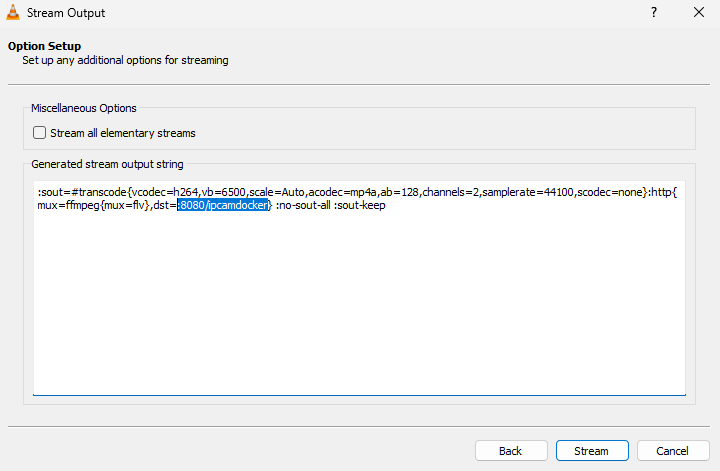 Stream Output
?
Option Setup
Set up any additional options for streaming
Miscellaneous Options
Stream all elementary streams
Generated stream output string
:sout=#transcode{vcodec=h264,vb=6500,scale=Auto,acodec=mp4a,ab=128,channels=2,samplerate=44100,scodec=none}:http{
mux=ffmpeg{mux=flv},dst=:8080/ipcamdocker} :no-sout-all :sout-keep
Back
Stream
Cancel